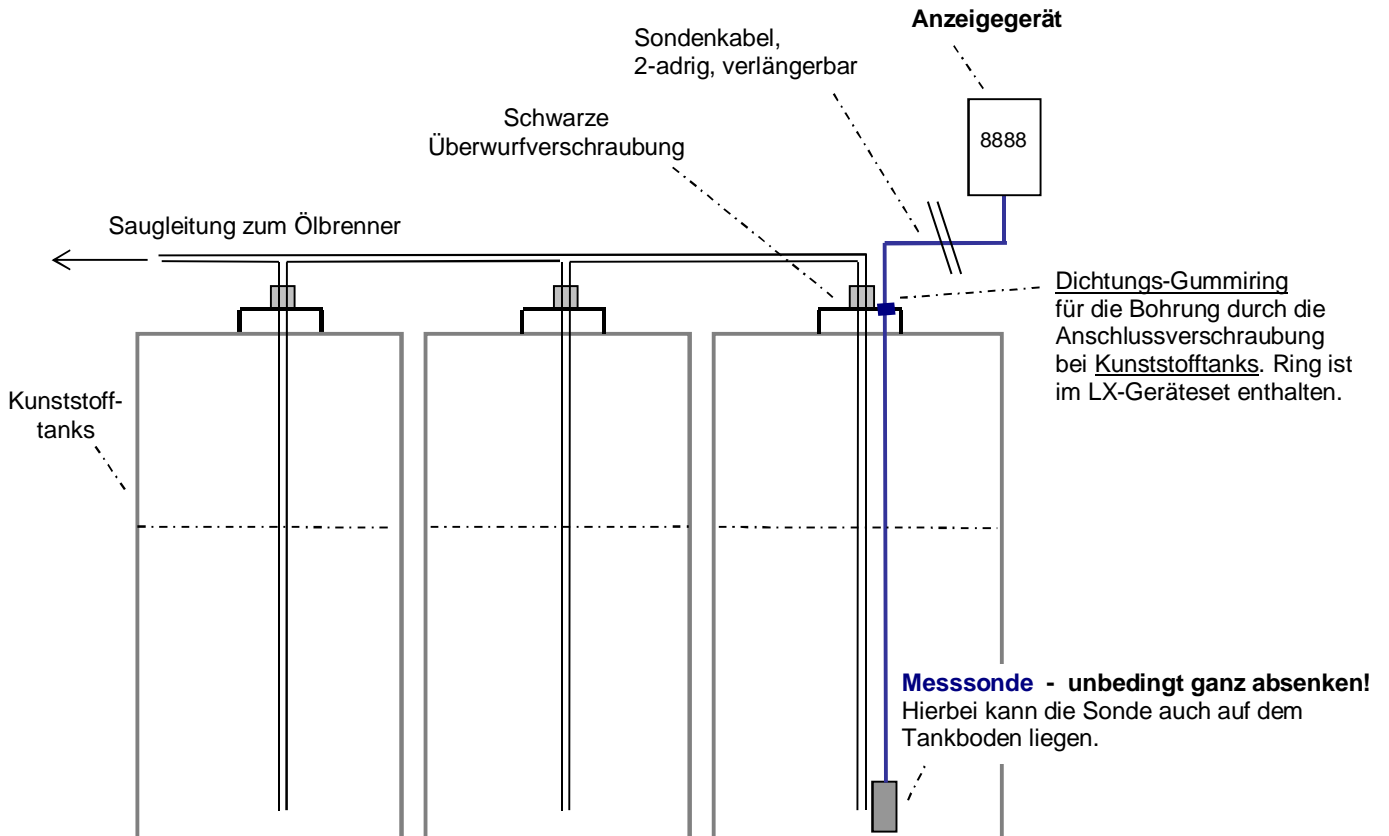 Anzeigegerät
Sondenkabel,
2-adrig, verlängerbar
8888
Schwarze
Überwurfverschraubung
Saugleitung zum Ölbrenner
Dichtungs-Gummiring
für die Bohrung durch die
Anschlussverschraubung
bei Kunststofftanks. Ring ist
im LX-Geräteset enthalten.
Kunststoff-
tanks
Messsonde - unbedingt ganz absenken!
Hierbei kann die Sonde auch auf dem
Tankboden liegen.